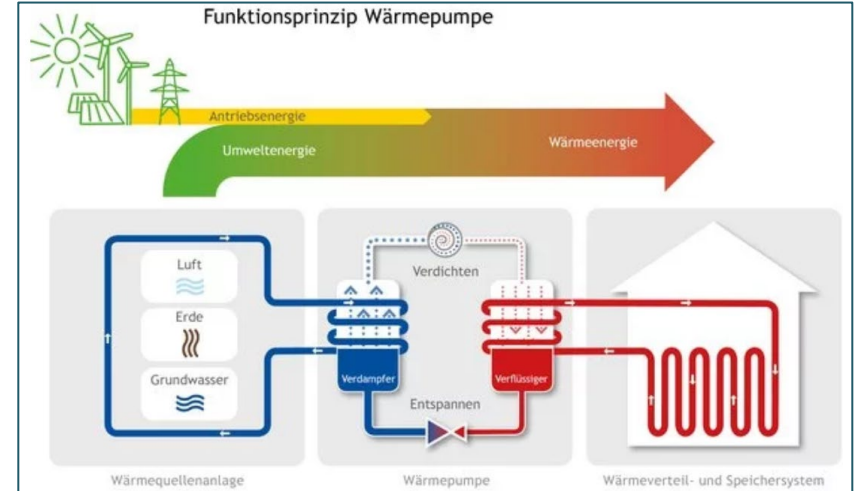 Funktionsprinzip Wärmepumpe
Antriebsenergie
Umweltenergie
Wärmeenergie
Luft
Erde
Grundwasser
Verdichten
Verdampfer
Verflüssiger
Entspannen
Wärmequellenanlage
Wärmepumpe
Wärmeverteil- und Speichersystem